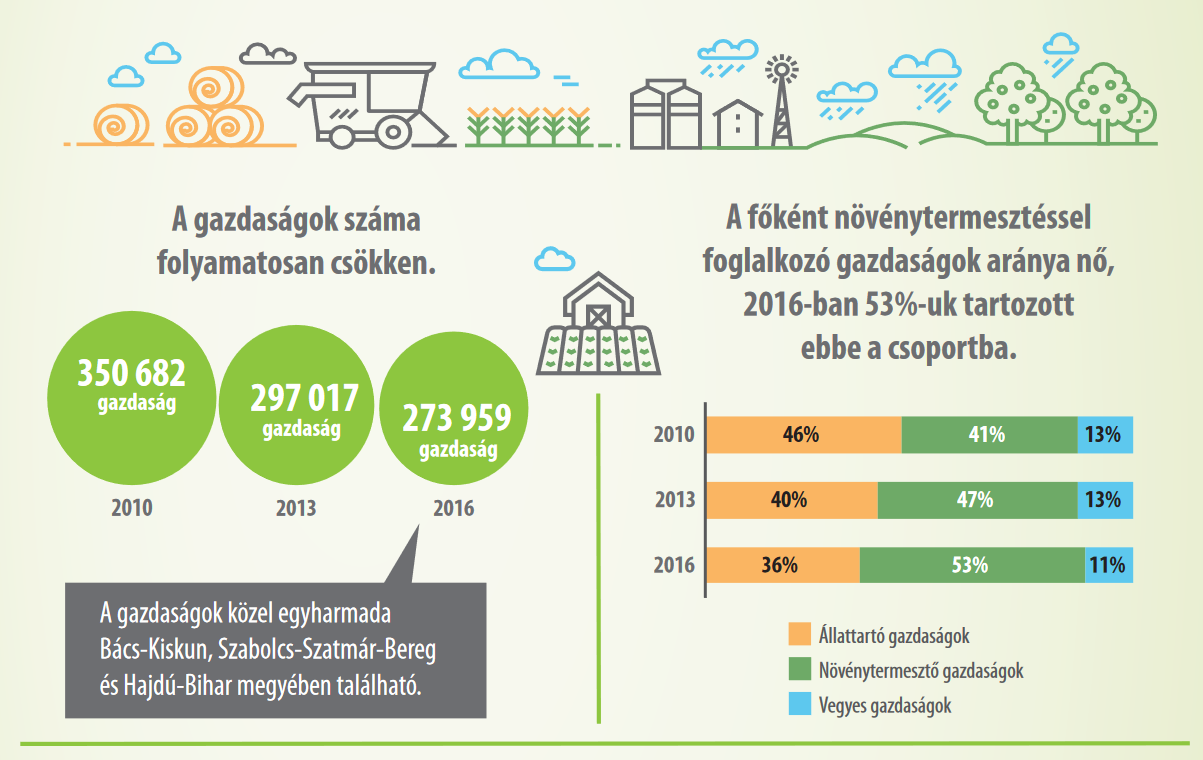 A gazdaságok száma
folyamatosan csökken.
350 682
gazdaság
297 017
gazdaság
273 959
gazdaság
2010
2013
2016
A gazdaságok közel egyharmada
Bács-Kiskun, Szabolcs-Szatmár-Bereg
és Hajdú-Bihar megyében található.
A főként növénytermesztéssel
foglalkozó gazdaságok aránya nő,
2016-ban 53%-uk tartozott
ebbe a csoportba.
2010 46% 41% 13%
2013 40% 47% 13%
2016 36% 53% 11%
Állattartó gazdaságok
Növénytermesztő gazdaságok
Vegyes gazdaságok